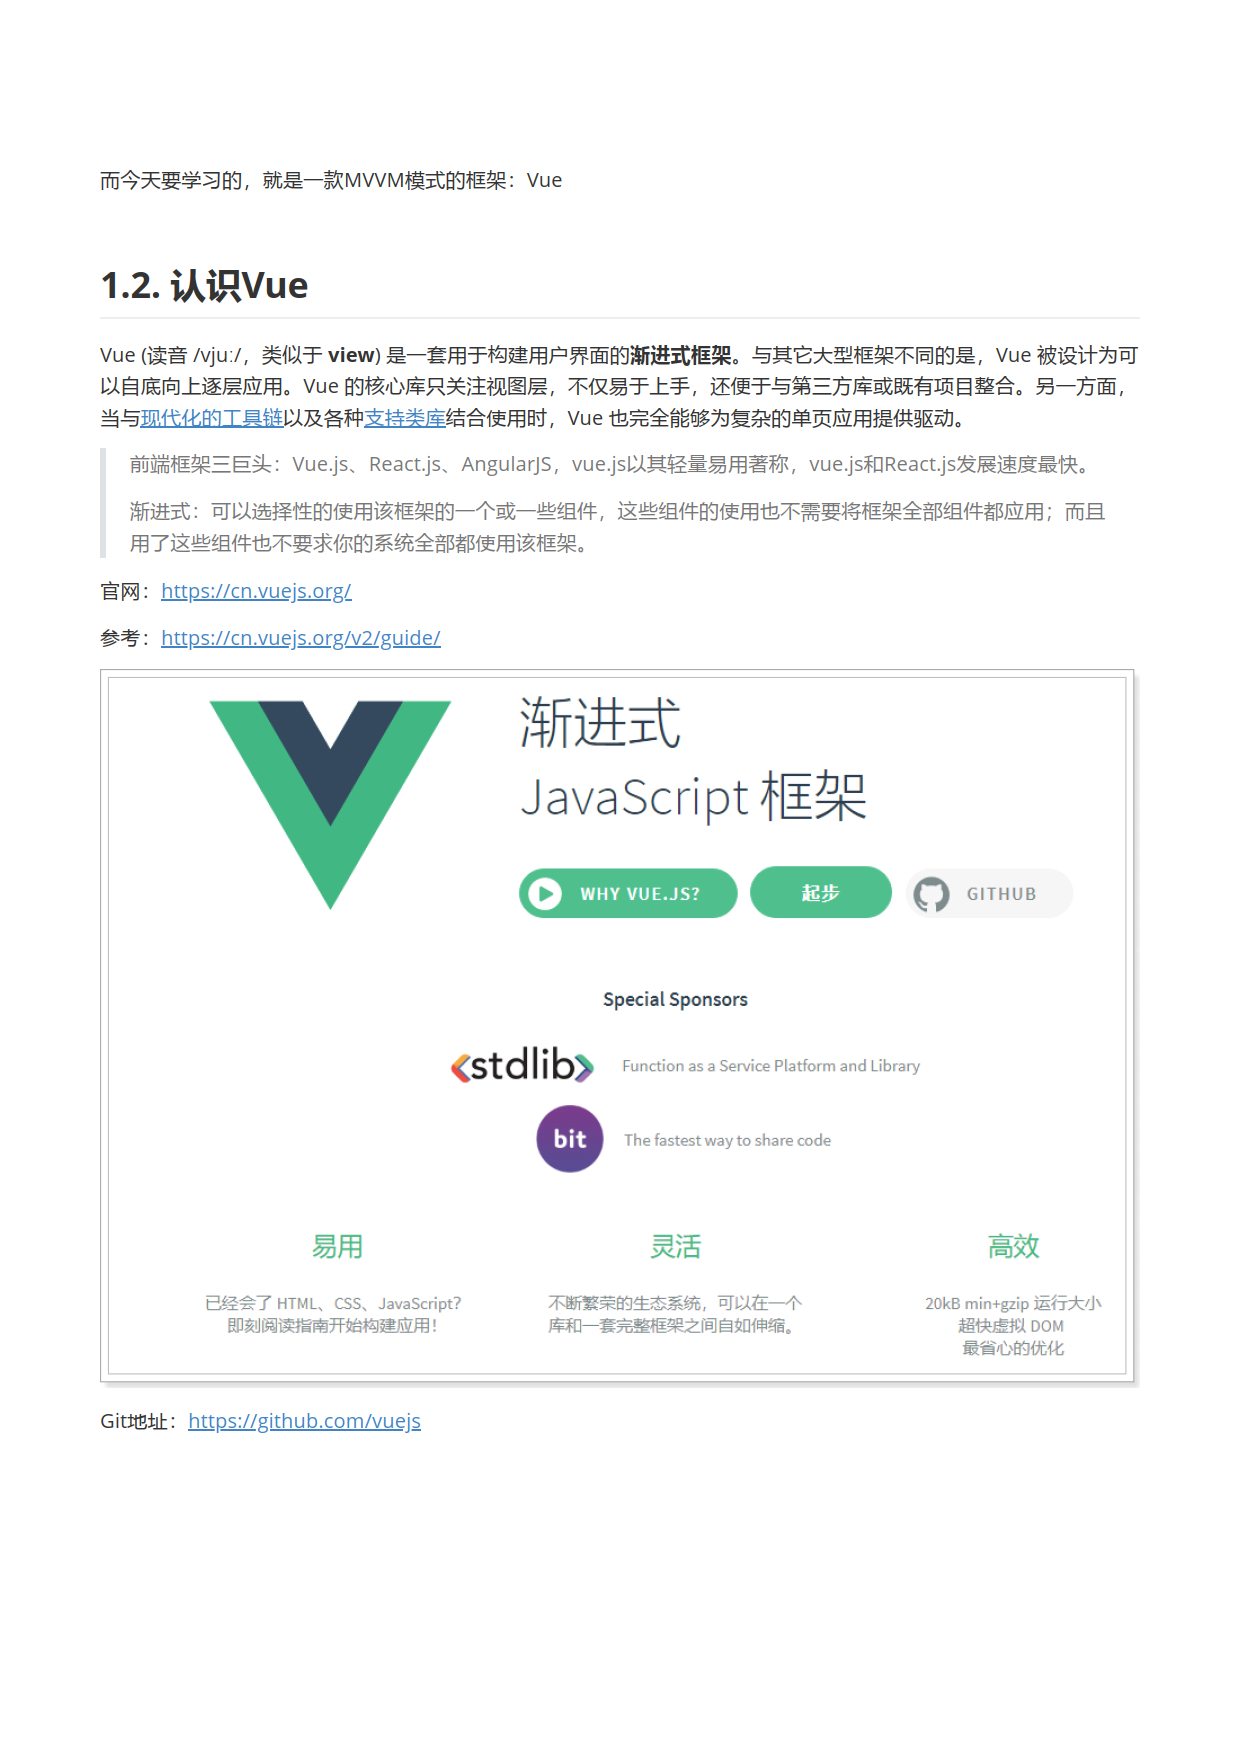 而今天要学习的，就是一款MVVM模式的框架：Vue
1.2. 认识Vue
Vue (读音 /vjuː/，类似于 view) 是一套用于构建用户界面的渐进式框架。与其它大型框架不同的是，Vue 被设计为可
以自底向上逐层应用。Vue 的核心库只关注视图层，不仅易于上手，还便于与第三方库或既有项目整合。另一方面，
当与现代化的工具链以及各种支持类库结合使用时，Vue 也完全能够为复杂的单页应用提供驱动。
前端框架三巨头：Vue.js、React.js、AngularJS，vue.js以其轻量易用著称，vue.js和React.js发展速度最快。
渐进式：可以选择性的使用该框架的一个或一些组件，这些组件的使用也不需要将框架全部组件都应用；而且
用了这些组件也不要求你的系统全部都使用该框架。
官网：https://cn.vuejs.org/
参考：https://cn.vuejs.org/v2/guide/
渐进式
JavaScript 框架
WHY VUE.JS? 起步 GITHUB
Special Sponsors
<stdlib> Function as a Service Platform and Library
bit The fastest way to share code
易用 灵活 高效
已经会了 HTML、CSS、JavaScript? 不断繁荣的生态系统，可以在一个 20kB min+gzip 运行大小
即刻阅读指南开始构建应用！ 库和一套完整框架之间自如伸缩。 超快虚拟 DOM
最省心的优化
Git地址：https://github.com/vuejs